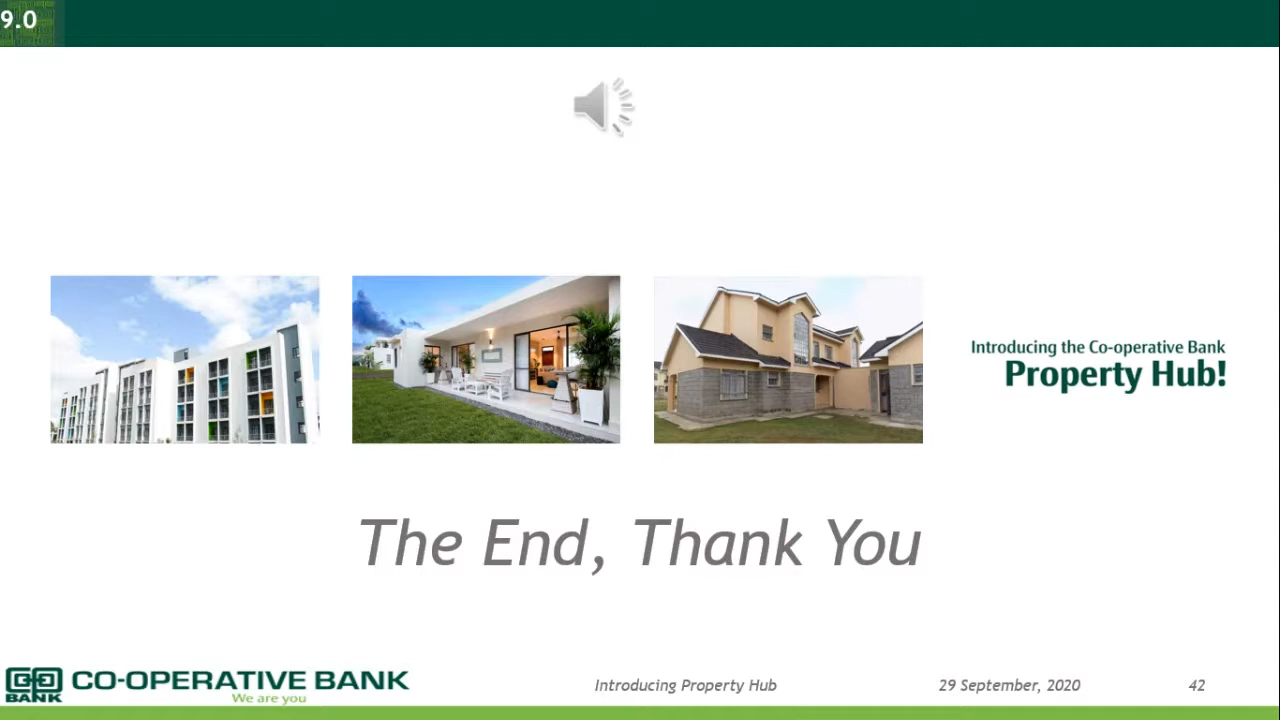 9.0
Introducing the Co-operative Bank
Property Hub!
The End, Thank You
CO-OPERATIVE BANK
BANK
We are you
Introducing Property Hub
29 September, 2020
42